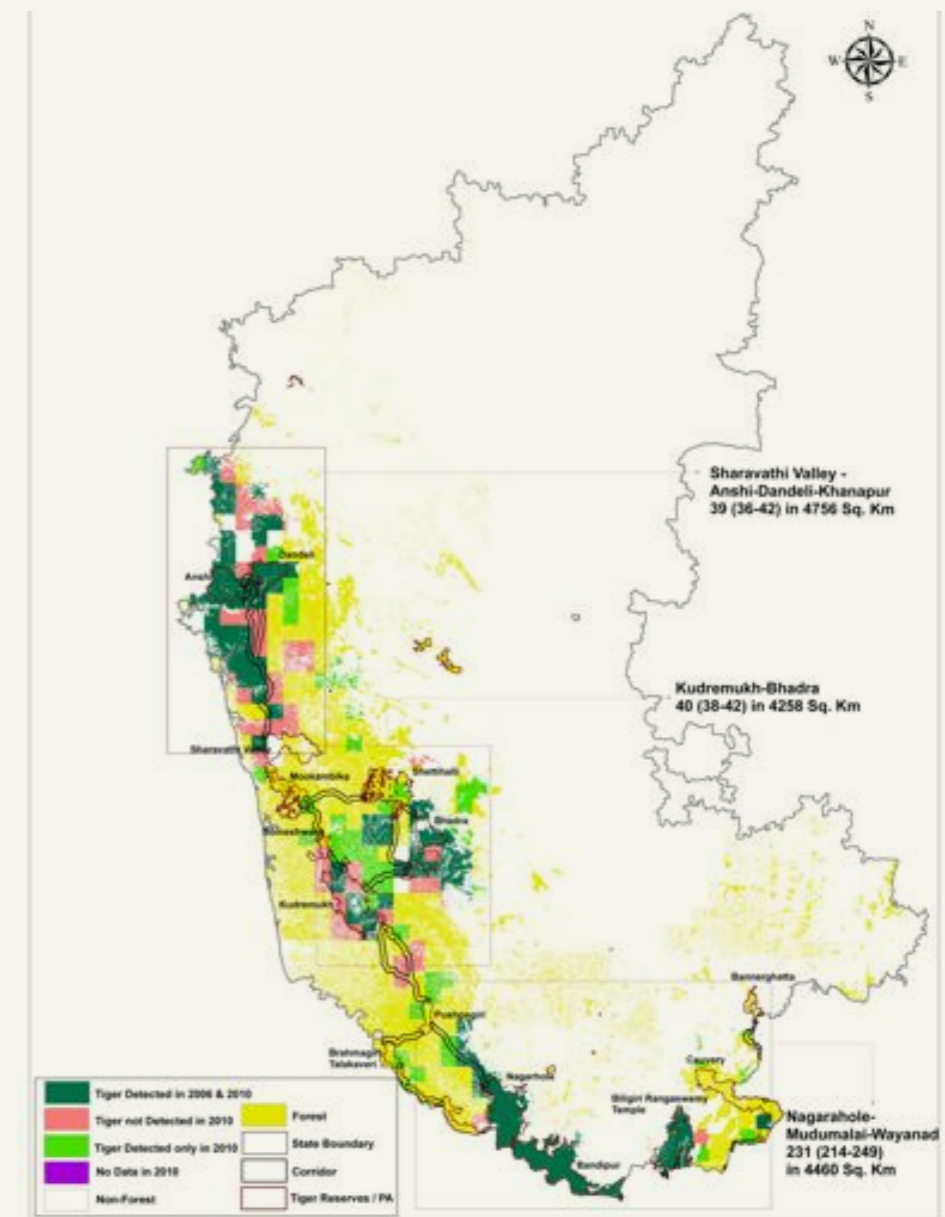 N
W E
S
Sharavathi Valley -
Anshi-Dandeli-Khanapur
39 (36-42) in 4756 Sq. Km
Dandeli
Anshi
Kudremukh-Bhadra
40 (38-42) in 4258 Sq. Km
Sharavathi Valley
Mookambika
Shettihalli
Bhadra
Someshwara
Kudremukh
Bannerghatta
Pushpagiri
Brahmagiri
Talakaveri
Nagarhole
Cauvery
Biligiri Ranganswamy
Temple
Bandipur
Nagarahole-
Mudumalai-Wayanad
231 (214-249)
in 4460 Sq. Km
Tiger Detected in 2006 & 2010
Tiger not Detected in 2010
Tiger Detected only in 2010
No Data in 2010
Non-Forest
Forest
State Boundary
Corridor
Tiger Reserves / PA